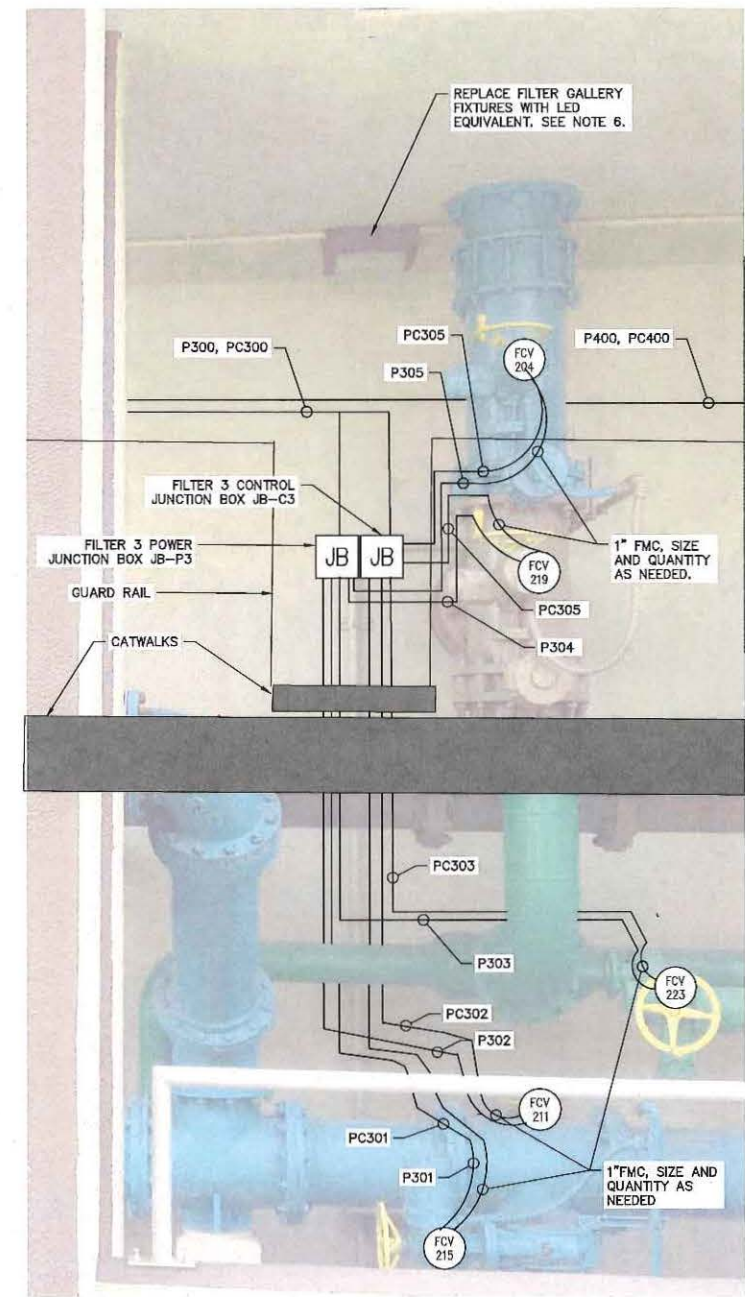 REPLACE FILTER GALLERY
FIXTURES WITH LED
EQUIVALENT. SEE NOTE 6.
PC305
P300, PC300
P400, PC400
FCV
204
P305
FILTER 3 CONTROL
JUNCTION BOX JB-C3
FILTER 3 POWER
JUNCTION BOX JB-P3
JB
JB
1" FMC, SIZE
AND QUANTITY
AS NEEDED.
FCV
219
GUARD RAIL
PC305
P304
CATWALKS
PC303
P303
FCV
223
PC302
P302
FCV
211
PC301
P301
1"FMC, SIZE AND
QUANTITY AS
NEEDED
FCV
215